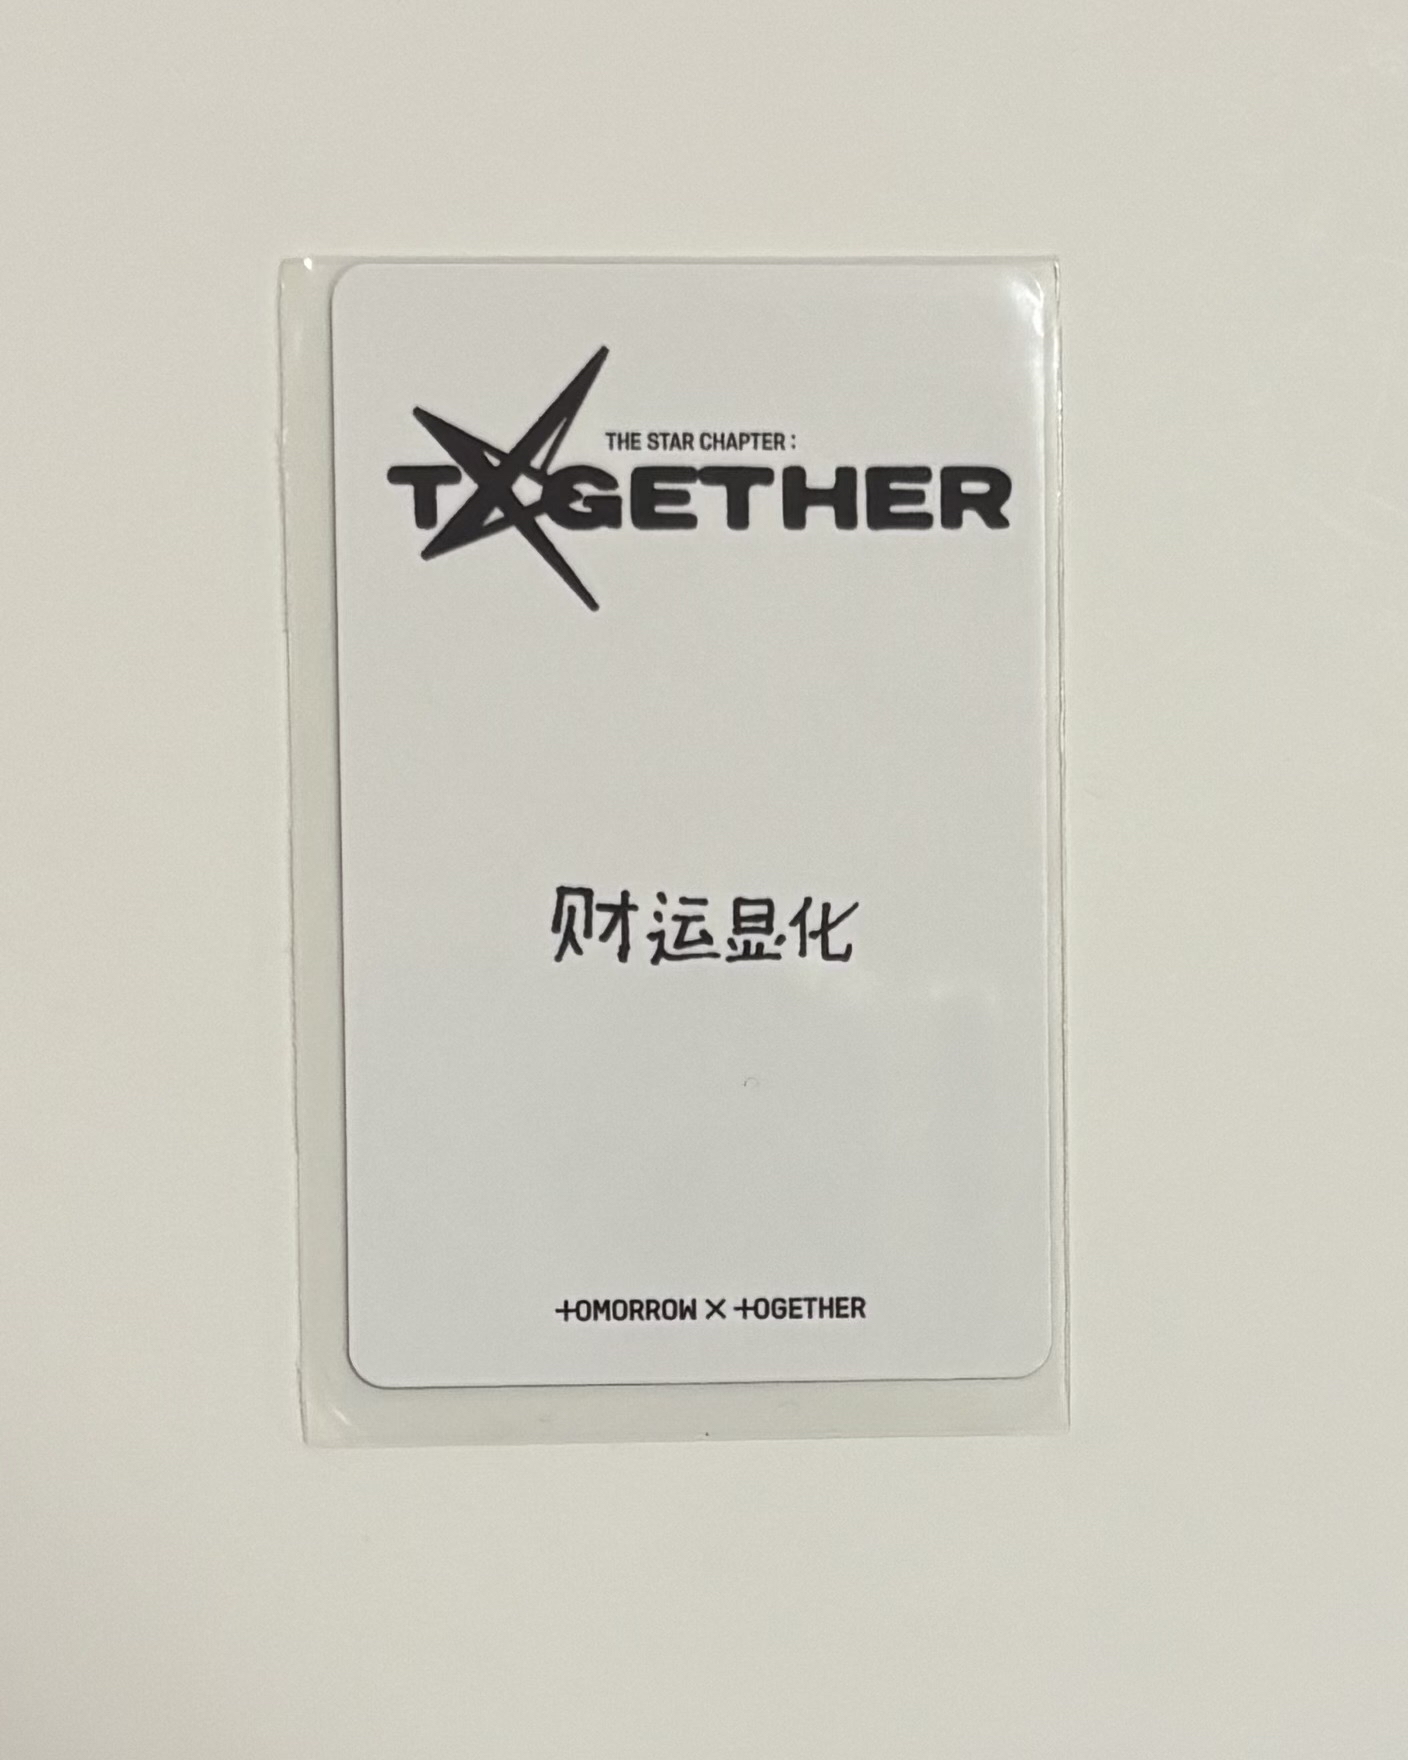 THE STAR CHAPTER :
TOGETHER
财运显化
TOMORROW X TOGETHER